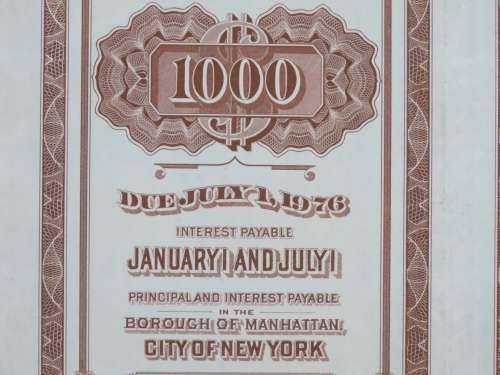 1000
DUE JULY 1, 1976
INTEREST PAYABLE
JANUARY 1 AND JULY 1
PRINCIPAL AND INTEREST PAYABLE
IN THE
BOROUGH OF MANHATTAN,
CITY OF NEW YORK